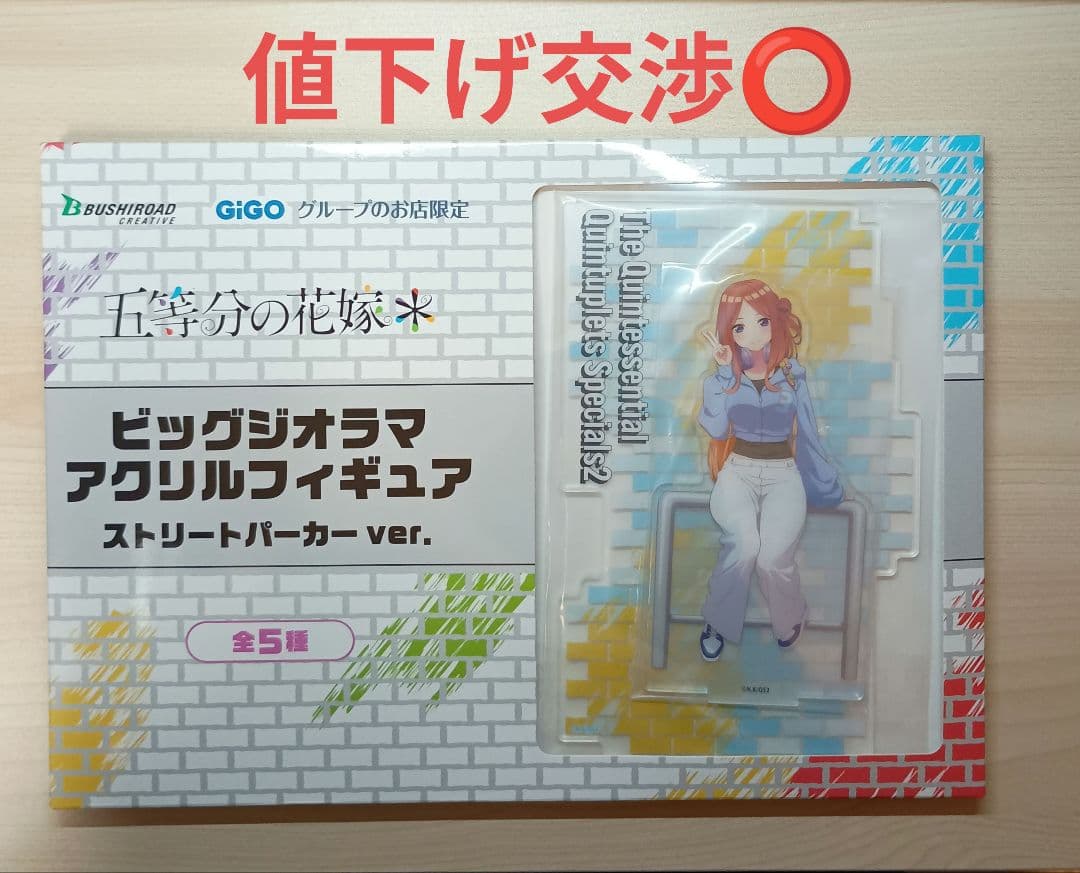 値下げ交渉⭕
BUSHIROAD
CREATIVE
GiGO グループのお店限定
五等分の花嫁*
ビッグジオラマ
アクリルフィギュア
ストリートパーカー ver.
全5種
The Quintessential
Quintuplets Specials2
©N.K/QS2